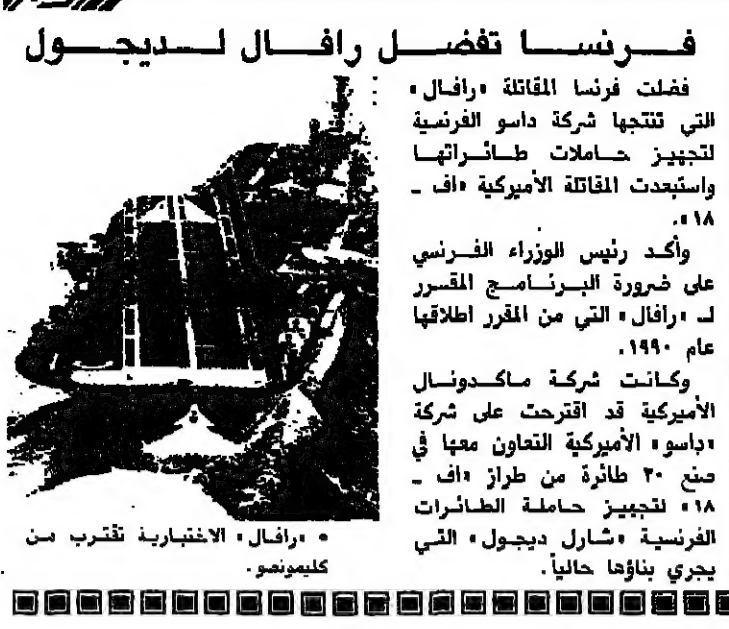 فرنسا تفضل رافال لديجول
فضلت فرنسا المقاتلة «رافال»
التي تنتجها شركة داسو الفرنسية
لتجهيز حاملات طائراتها
واستبعدت المقاتلة الأميركية «اف ـ
١٨».
وأكد رئيس الوزراء الفرنسي
على ضرورة البرنامج المقرر
لـ «رافال» التي من المقرر اطلاقها
عام ١٩٩٠.
وكانت شركة ماكدونال
الأميركية قد اقترحت على شركة
«داسو» الأميركية التعاون معها في
صنع ٣٠ طائرة من طراز «اف ـ
١٨» لتجهيز حاملة الطائرات
الفرنسية «شارل ديجول» التي
يجري بناؤها حالياً.
• «رافال» الاختبارية تقترب من
كليمونصو.